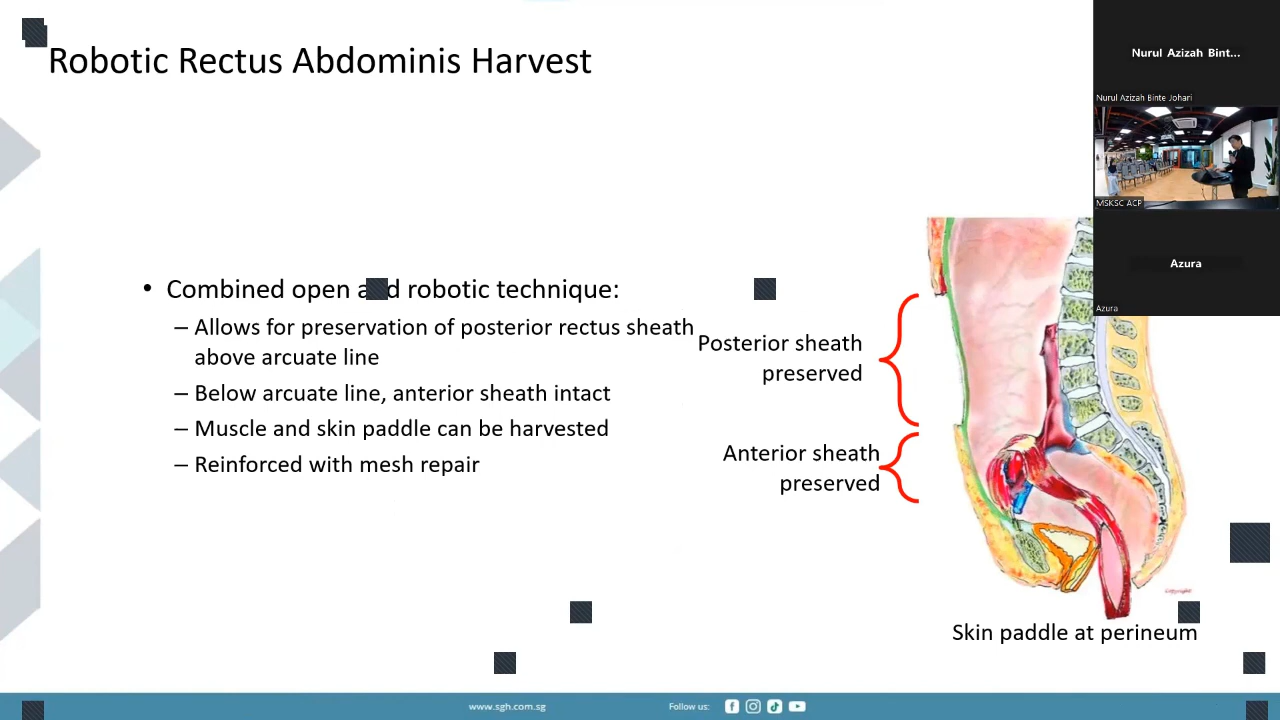 Robotic Rectus Abdominis Harvest
• Combined open and robotic technique:
– Allows for preservation of posterior rectus sheath
above arcuate line
– Below arcuate line, anterior sheath intact
– Muscle and skin paddle can be harvested
– Reinforced with mesh repair
Posterior sheath
preserved
Anterior sheath
preserved
Skin paddle at perineum
www.sgh.com.sg
Follow us:
Nurul Azizah Bint...
Nurul Azizah Binte Johari
MSKSC ACP
Azura
Azura